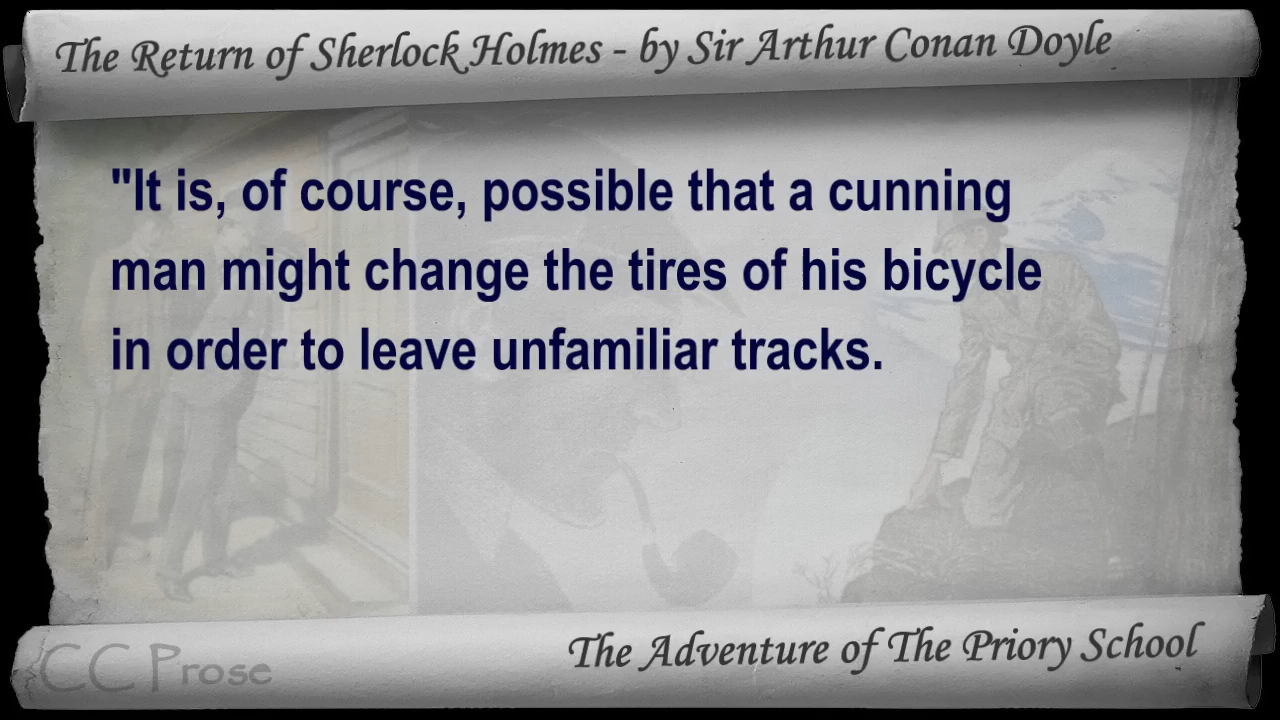 The Return of Sherlock Holmes - by Sir Arthur Conan Doyle
"It is, of course, possible that a cunning
man might change the tires of his bicycle
in order to leave unfamiliar tracks.
CC Prose
The Adventure of The Priory School